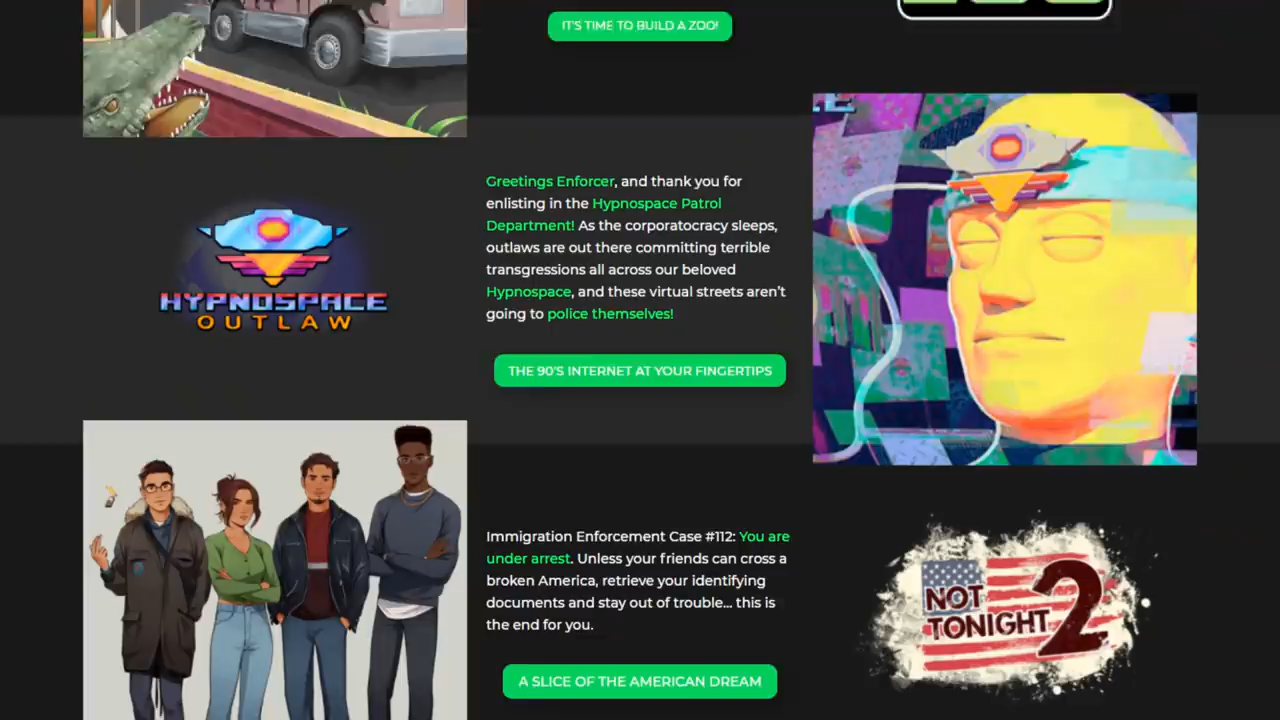 IT'S TIME TO BUILD A ZOO!
HYPNOSPACE
OUTLAW
Greetings Enforcer, and thank you for
enlisting in the Hypnospace Patrol
Department! As the corporatocracy sleeps,
outlaws are out there committing terrible
transgressions all across our beloved
Hypnospace, and these virtual streets aren't
going to police themselves!
THE 90'S INTERNET AT YOUR FINGERTIPS
Immigration Enforcement Case #112: You are
under arrest. Unless your friends can cross a
broken America, retrieve your identifying
documents and stay out of trouble... this is
the end for you.
A SLICE OF THE AMERICAN DREAM
NOT
TONIGHT 2